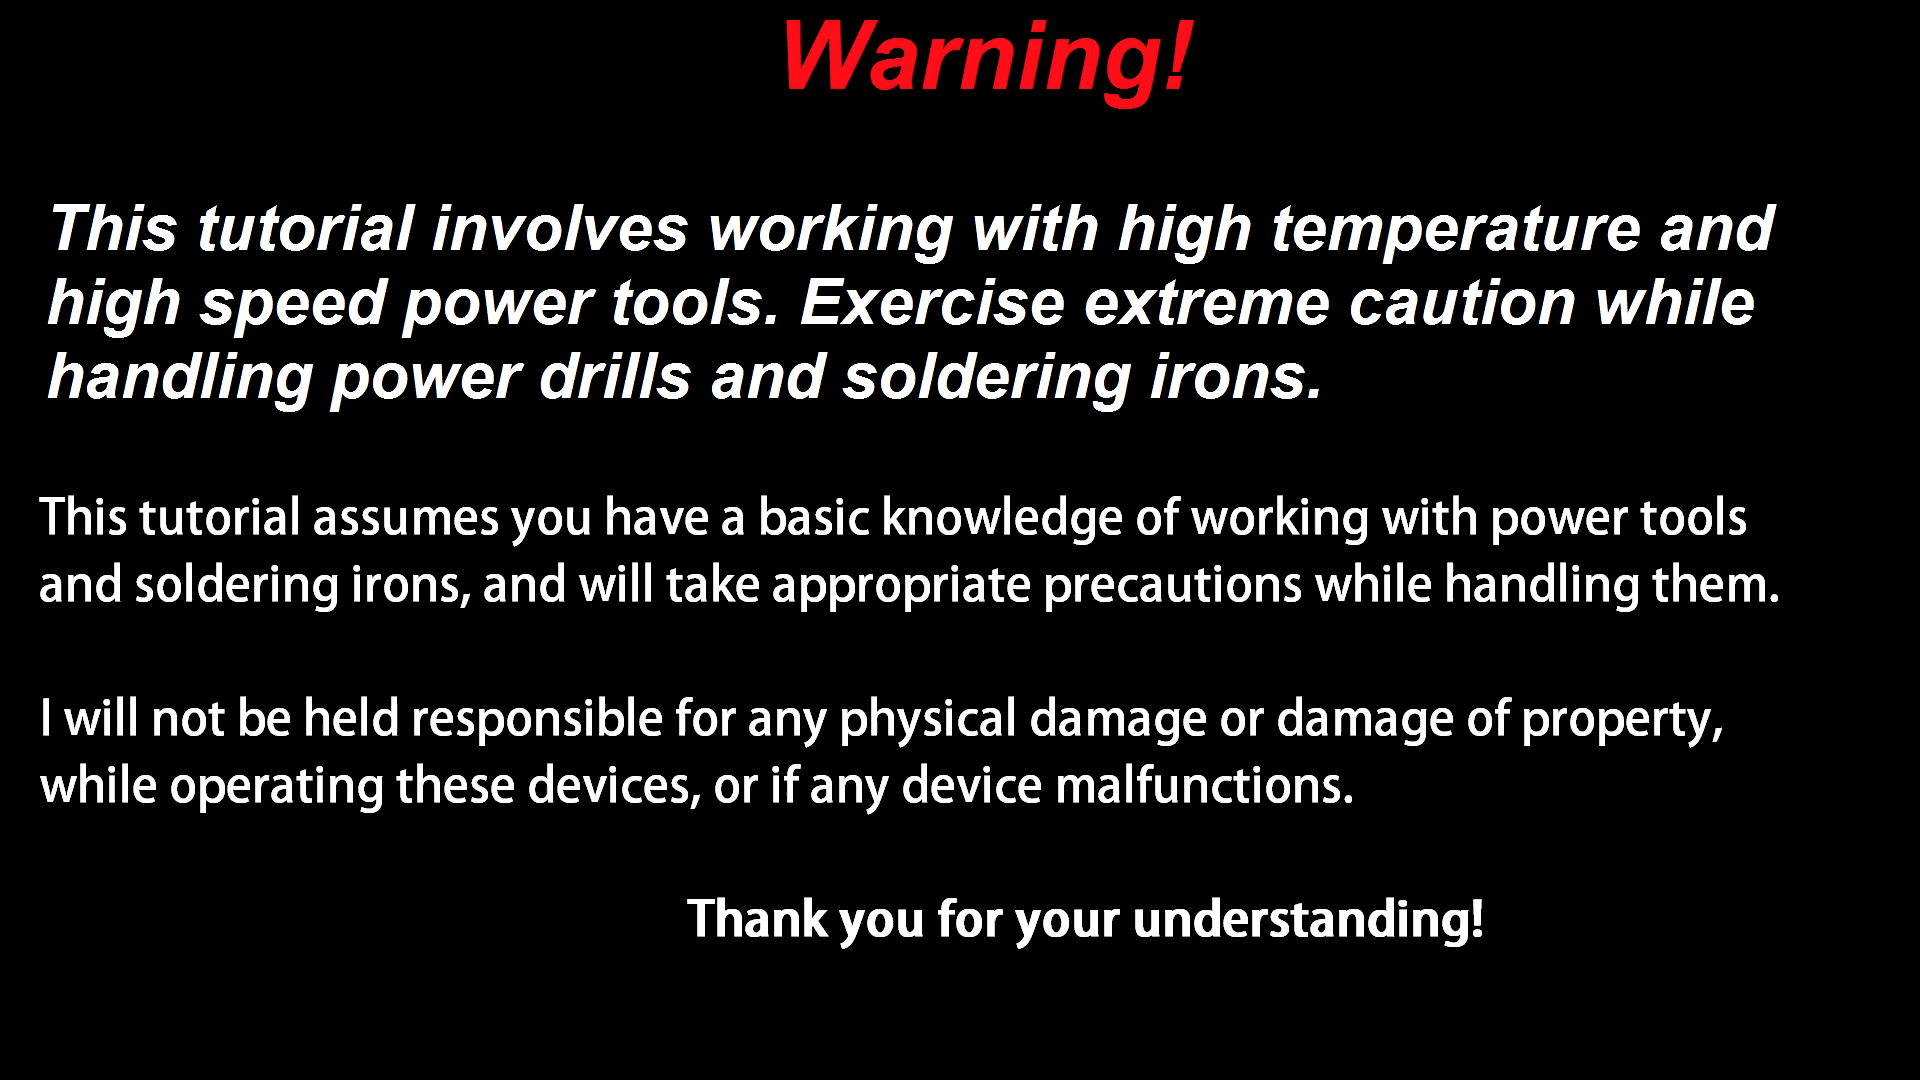 Warning!
This tutorial involves working with high temperature and
high speed power tools. Exercise extreme caution while
handling power drills and soldering irons.
This tutorial assumes you have a basic knowledge of working with power tools
and soldering irons, and will take appropriate precautions while handling them.
I will not be held responsible for any physical damage or damage of property,
while operating these devices, or if any device malfunctions.
Thank you for your understanding!